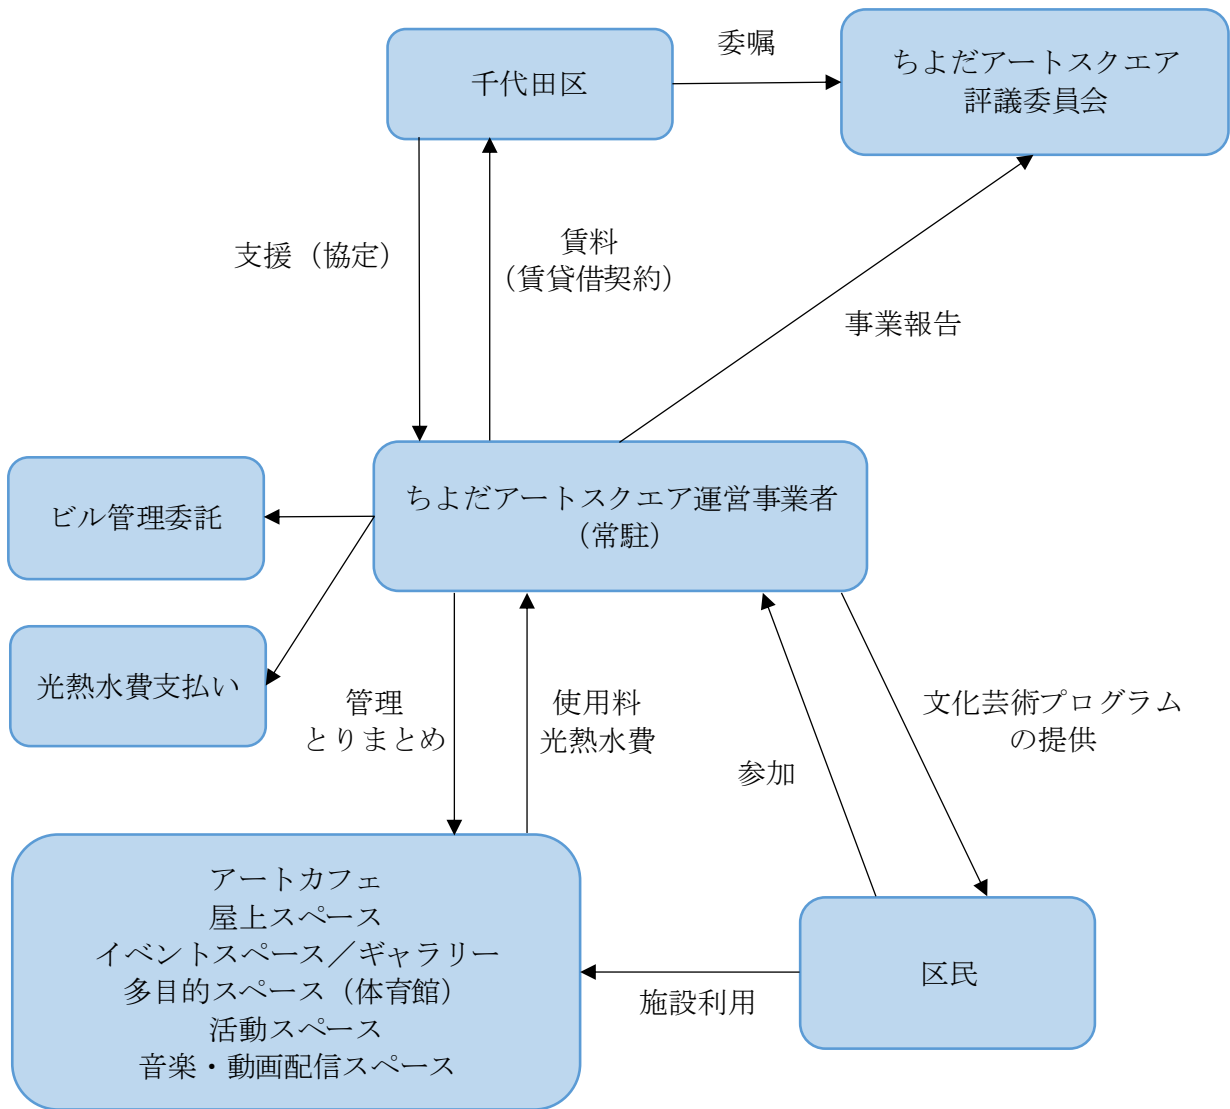 委嘱
千代田区
ちよだアートスクエア
評議委員会
支援（協定）
賃料
（賃貸借契約）
事業報告
ちよだアートスクエア運営事業者
（常駐）
ビル管理委託
光熱水費支払い
管理
とりまとめ
使用料
光熱水費
参加
文化芸術プログラム
の提供
アートカフェ
屋上スペース
イベントスペース／ギャラリー
多目的スペース（体育館）
活動スペース
音楽・動画配信スペース
施設利用
区民